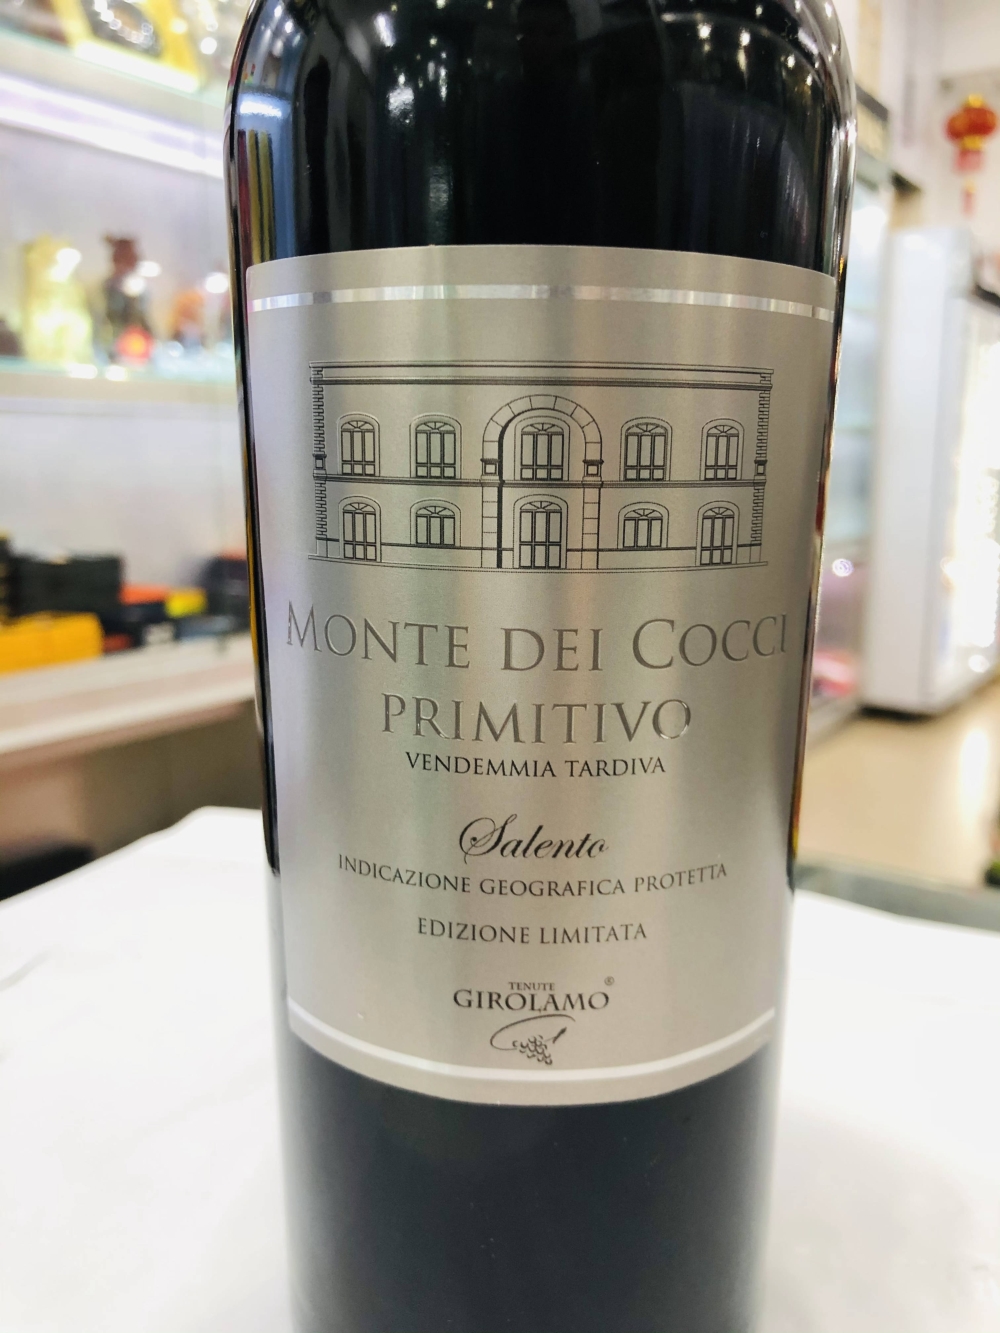 MONTE DEI COCCI
PRIMITIVO
VENDEMMIA TARDIVA
Salento
INDICAZIONE GEOGRAFICA PROTETTA
EDIZIONE LIMITATA
TENUTE
GIROLAMO®